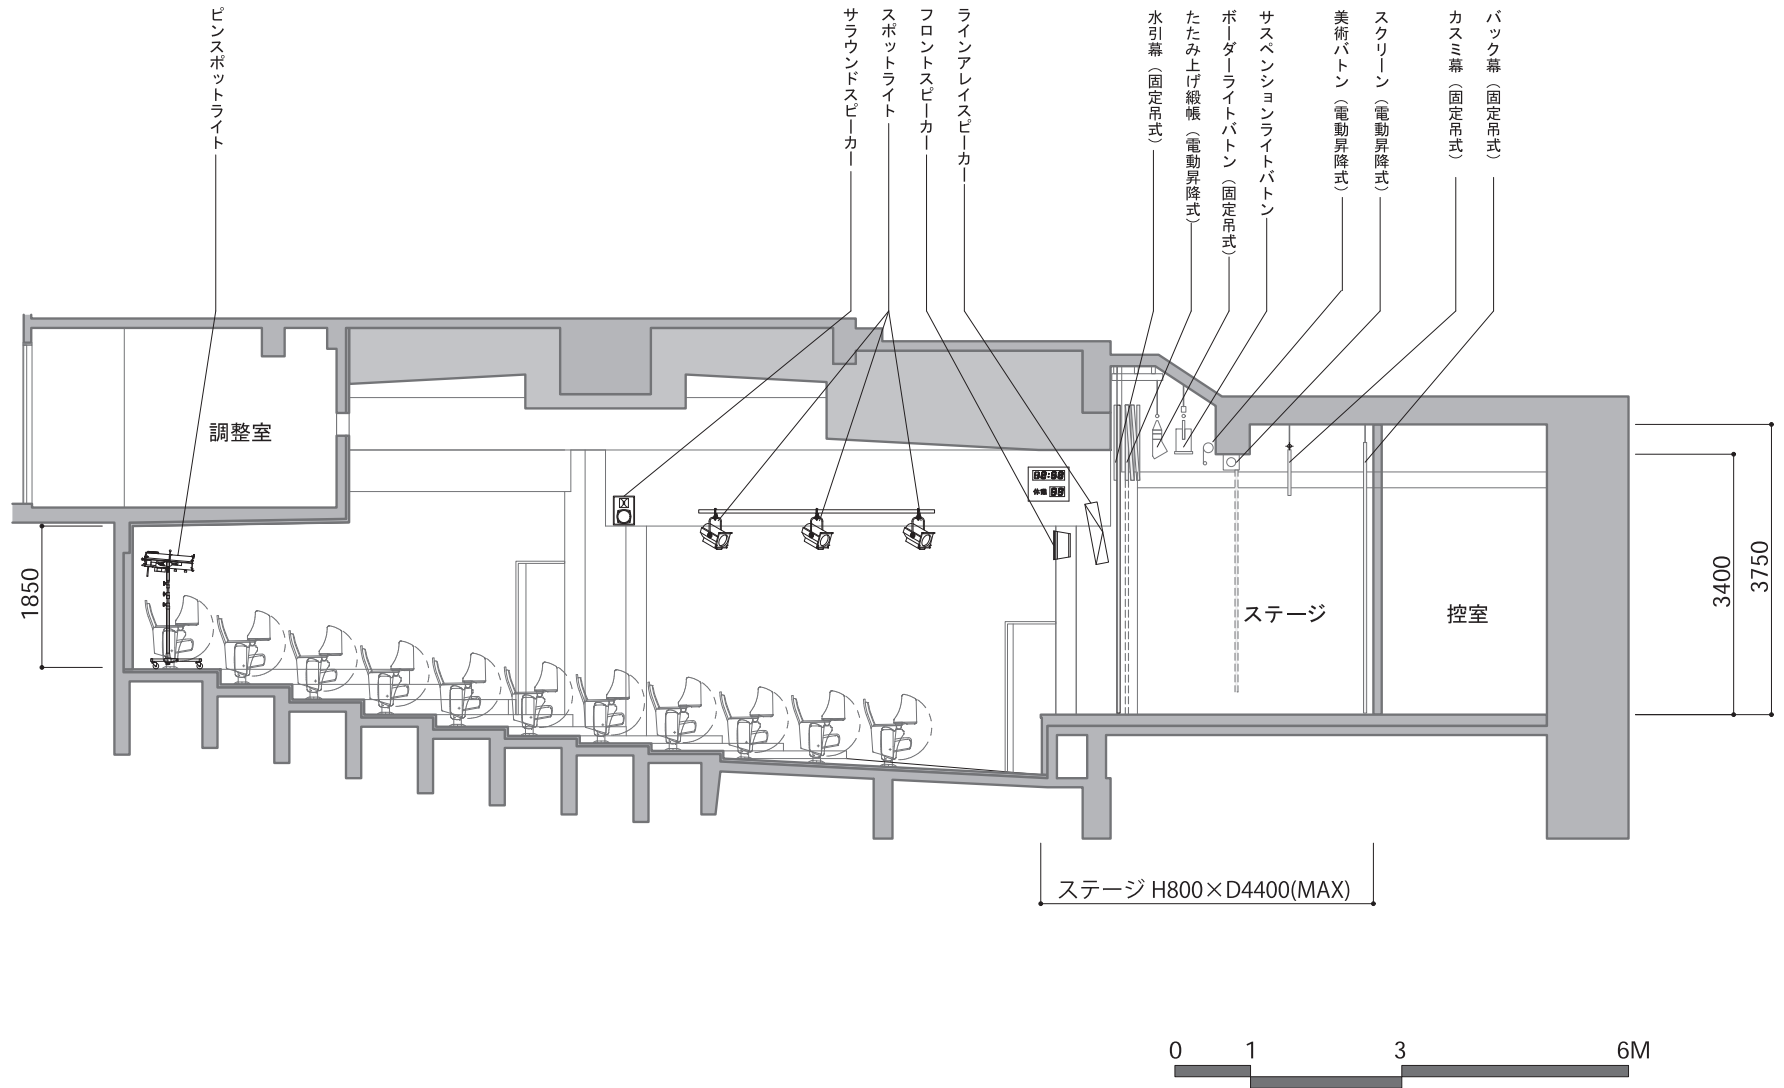 ピンスポットライト
サラウンドスピーカー
スポットライト
フロントスピーカー
ラインアレイスピーカー
水引幕（固定吊式）
たたみ上げ緞帳（電動昇降式）
ボーダーライトバトン（固定吊式）
サスペンションライトバトン
美術バトン（電動昇降式）
スクリーン（電動昇降式）
カスミ幕（固定吊式）
バック幕（固定吊式）
調整室
休憩
1850
ステージ
控室
3400
3750
ステージ H800×D4400(MAX)
0 1 3 6M